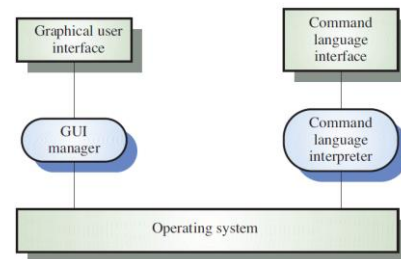 Graphical user
interface
Command
language
interface
GUI
manager
Command
language
interpreter
Operating system